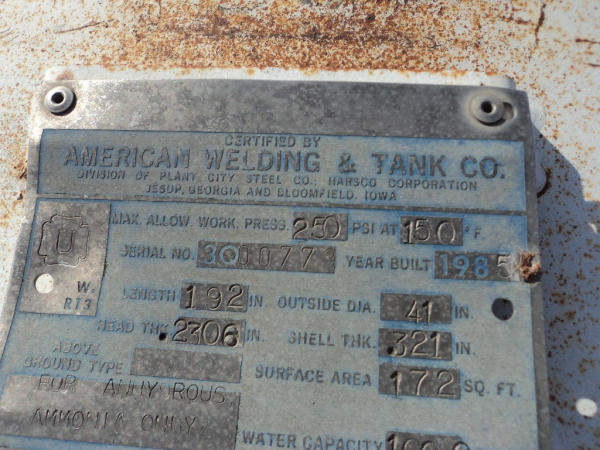 CERTIFIED BY
AMERICAN WELDING & TANK CO.
DIVISION OF PLANT CITY STEEL CO.; HARSCO CORPORATION
JESUP, GEORGIA AND BLOOMFIELD, IOWA
U
W.
RT3
MAX. ALLOW. WORK. PRESS. 250 PSI AT 150 °F.
SERIAL NO. YEAR BUILT 1985
LENGTH 192 IN. OUTSIDE DIA. 41 IN.
HEAD THK. .2306 IN. SHELL THK. .321 IN.
ABOVE
GROUND TYPE
SURFACE AREA 172 SQ. FT.
FOR ANHYDROUS
AMMONIA ONLY
WATER CAPACITY